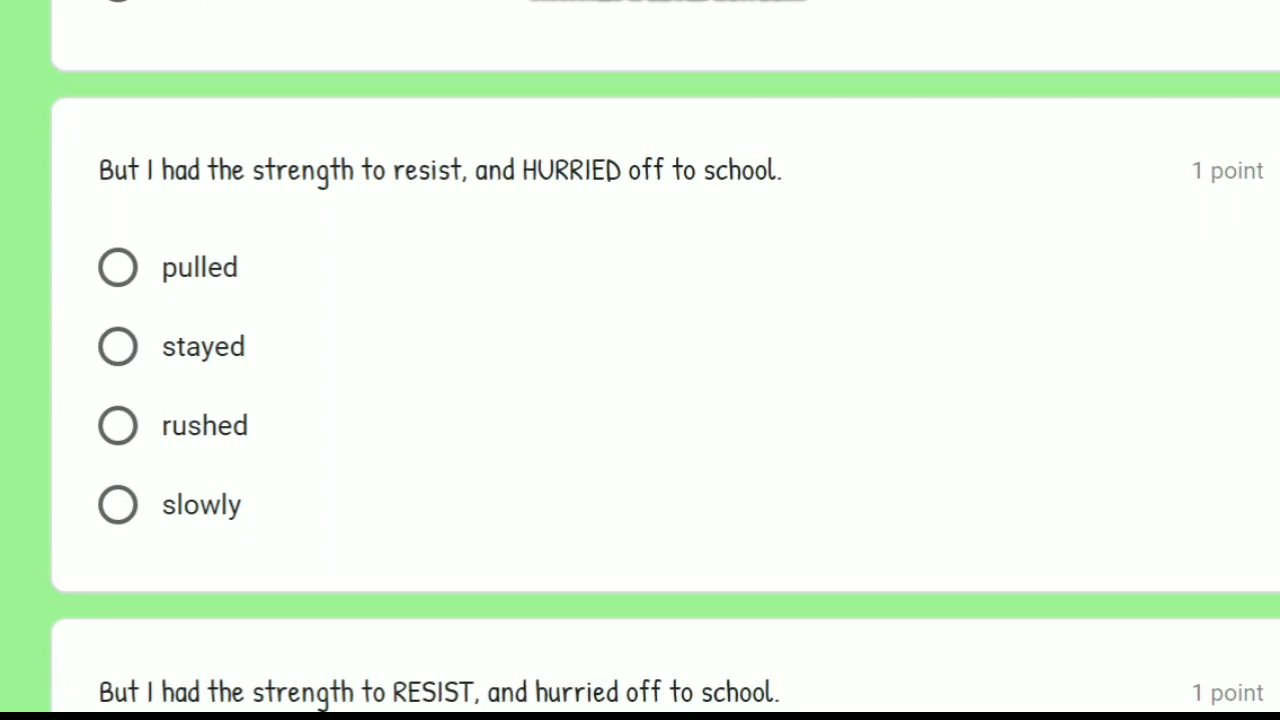 But I had the strength to resist, and HURRIED off to school.
1 point
pulled
stayed
rushed
slowly
But I had the strength to RESIST, and hurried off to school.
1 point